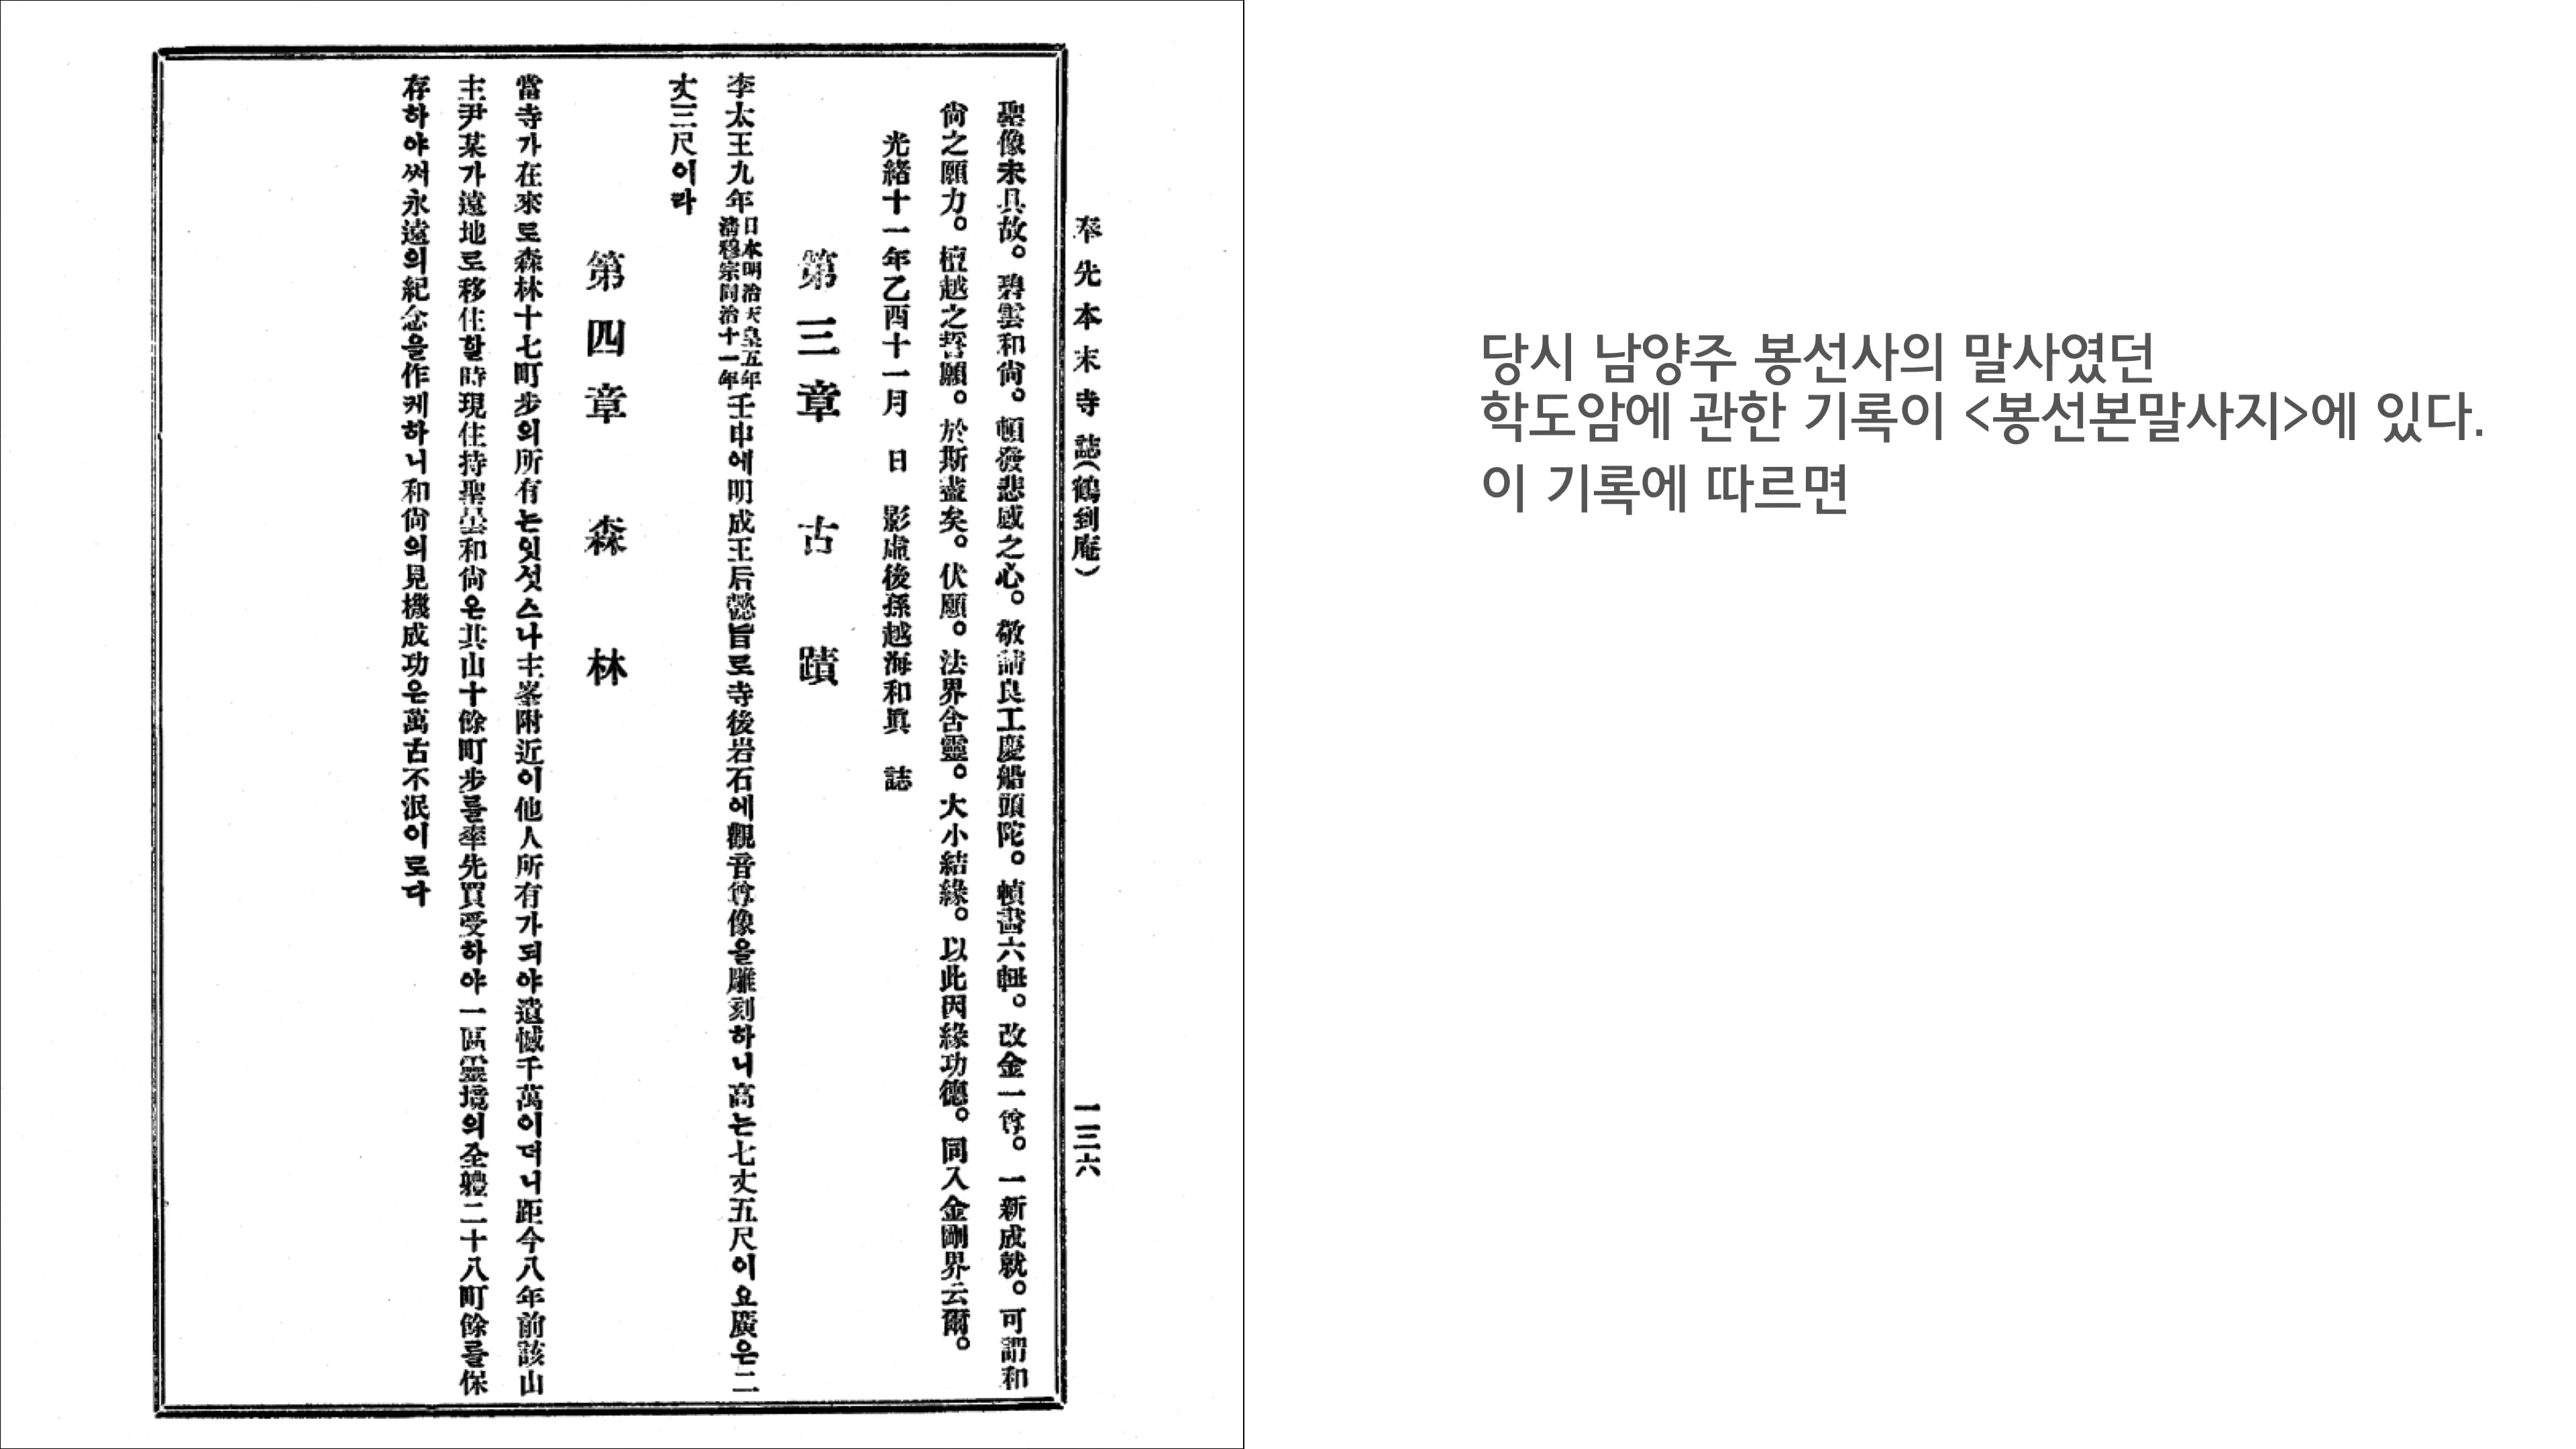 奉先本末寺誌(鶴到庵) 一三六
聖像未具故。碧雲和尙。頓發悲感之心。敬請良工慶船頭陀。幀畵六軸。改金一尊。一新成就。可謂和
尙之願力。檀越之誓願。於斯盡矣。伏願。法界含靈。大小結緣。以此因緣功德。同入金剛界云爾。
光緖十一年乙酉十一月 日 影虛後孫越海和眞 誌
第三章 古蹟
李太王九年日本明治天皇五年淸穆宗同治十一年壬申에明成王后懿旨로寺後岩石에觀音尊像을雕刻하니高는七丈五尺이요廣은二
丈三尺이라
第四章 森林
當寺가在來로森林十七町步의所有는잇섯스나主峯附近이他人所有가되야遺憾千萬이더니距今八年前該山
主尹某가遠地로移住할時現住持聖曇和尙은其山十餘町步를率先買受하야一區靈境의全軆二十八町餘를保
存하야써永遠의紀念을作케하니和尙의見機成功은萬古不泯이로다
당시 남양주 봉선사의 말사였던
학도암에 관한 기록이 <봉선본말사지>에 있다.
이 기록에 따르면